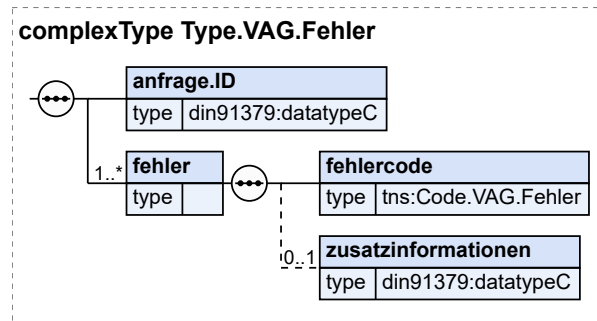 complexType Type.VAG.Fehler
anfrage.ID
type din91379:datatypeC
1..* fehler
type
fehlercode
type tns:Code.VAG.Fehler
0..1 zusatzinformationen
type din91379:datatypeC